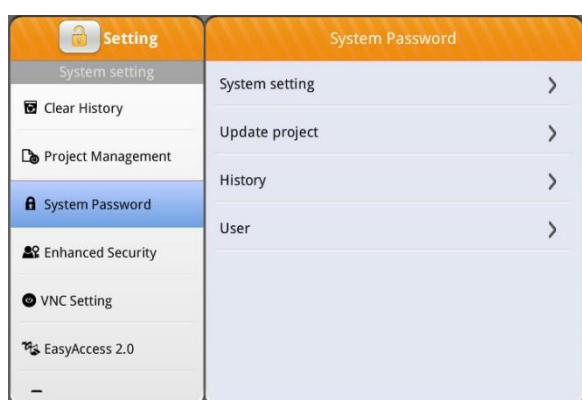 Setting
System setting
Clear History
Project Management
System Password
Enhanced Security
VNC Setting
EasyAccess 2.0
System Password
System setting
Update project
History
User